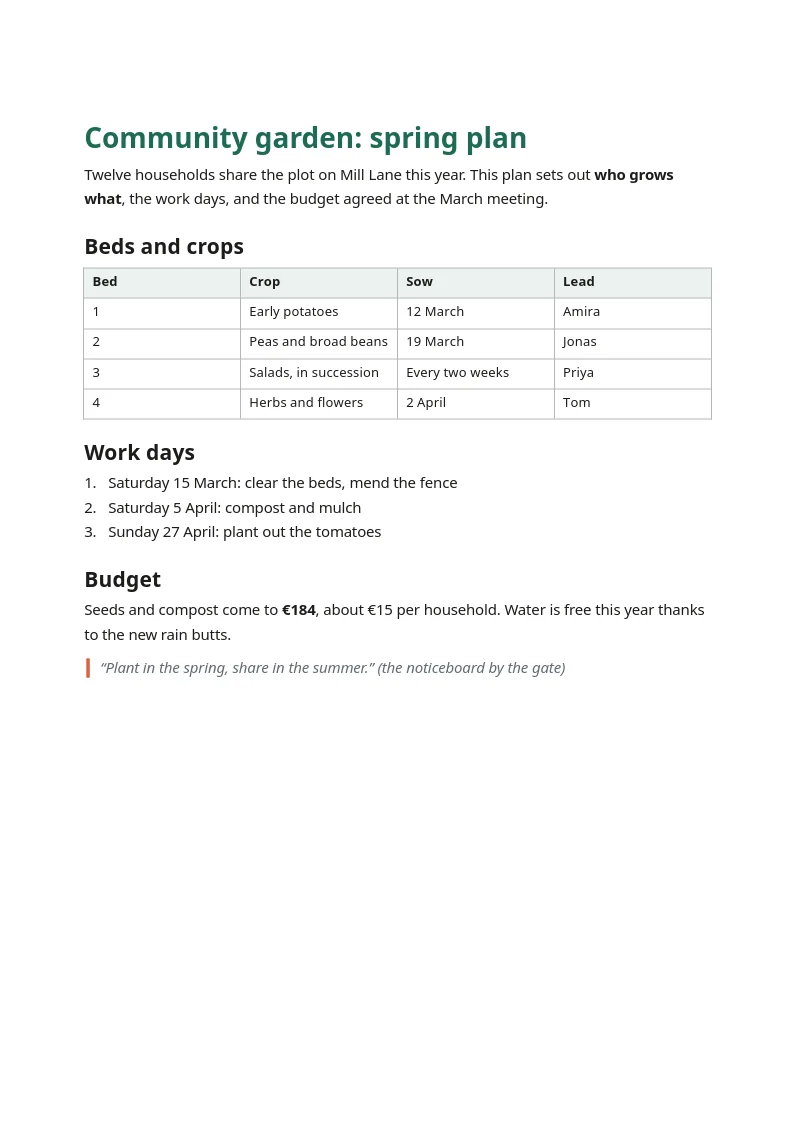 Community garden: spring plan
Twelve households share the plot on Mill Lane this year. This plan sets out who grows
what, the work days, and the budget agreed at the March meeting.
Beds and crops
Bed Crop Sow Lead
1 Early potatoes 12 March Amira
2 Peas and broad beans 19 March Jonas
3 Salads, in succession Every two weeks Priya
4 Herbs and flowers 2 April Tom
Work days
1. Saturday 15 March: clear the beds, mend the fence
2. Saturday 5 April: compost and mulch
3. Sunday 27 April: plant out the tomatoes
Budget
Seeds and compost come to €184, about €15 per household. Water is free this year thanks
to the new rain butts.
“Plant in the spring, share in the summer.” (the noticeboard by the gate)